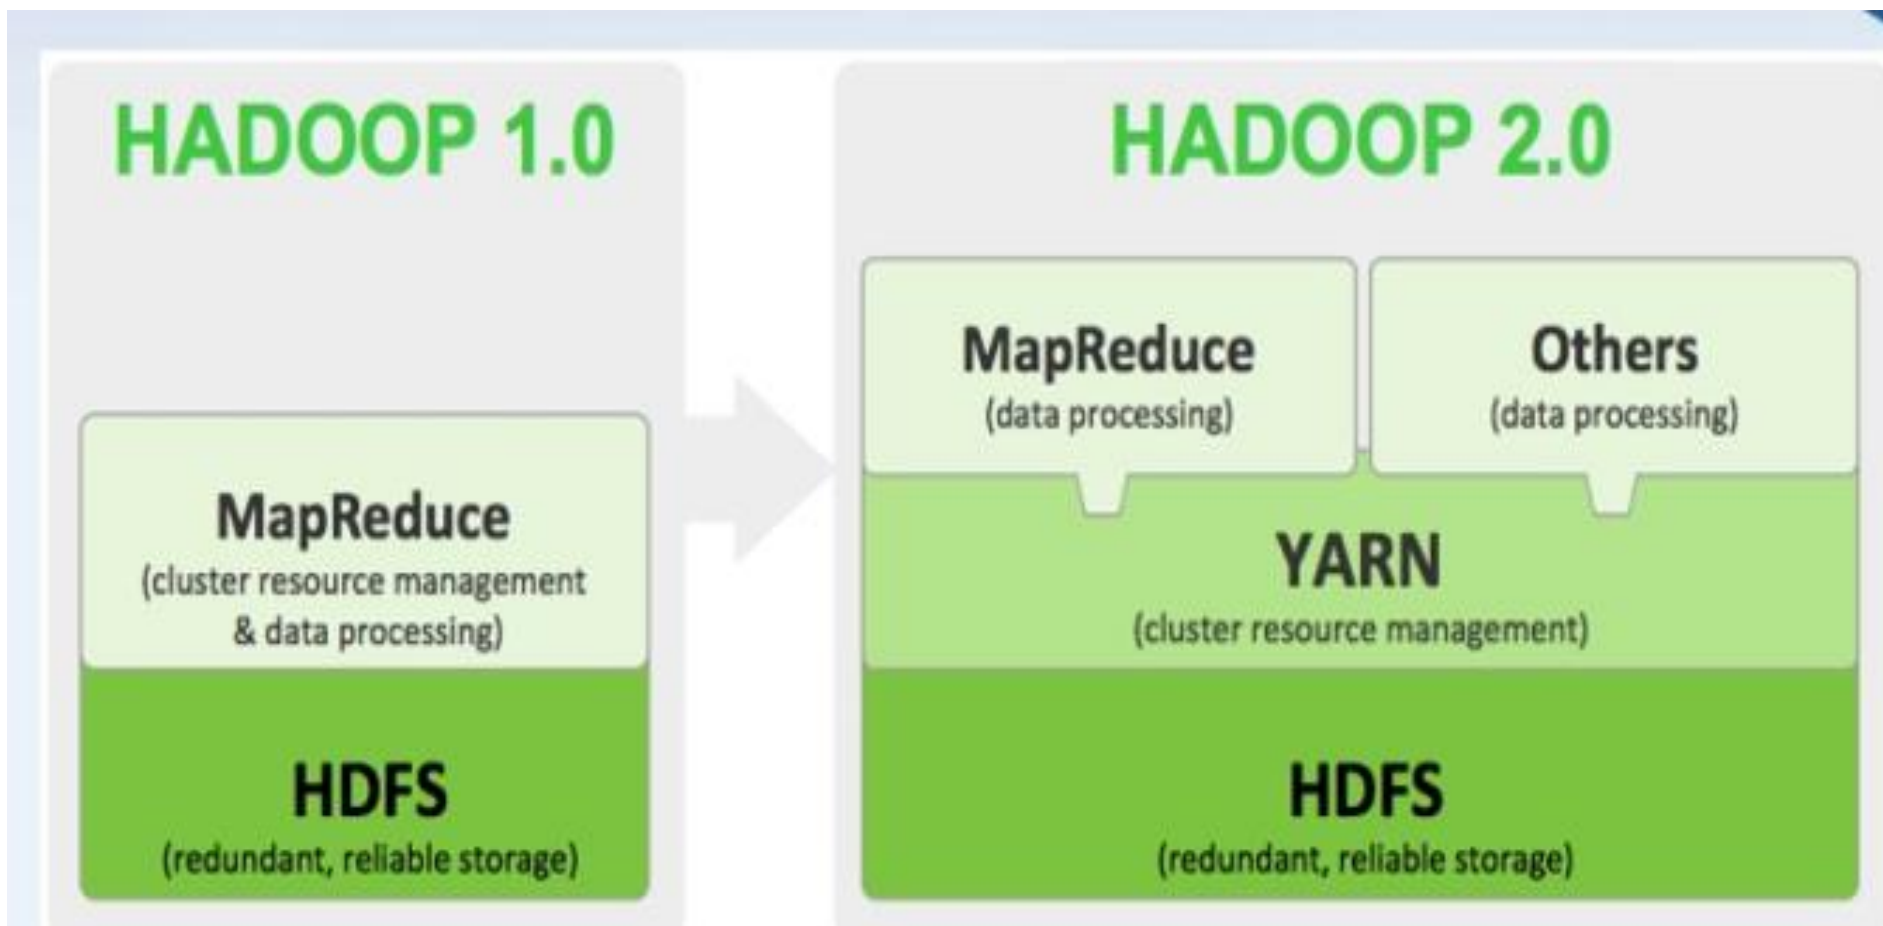 HADOOP 1.0
MapReduce
(cluster resource management
& data processing)
HDFS
(redundant, reliable storage)
HADOOP 2.0
MapReduce
(data processing)
Others
(data processing)
YARN
(cluster resource management)
HDFS
(redundant, reliable storage)